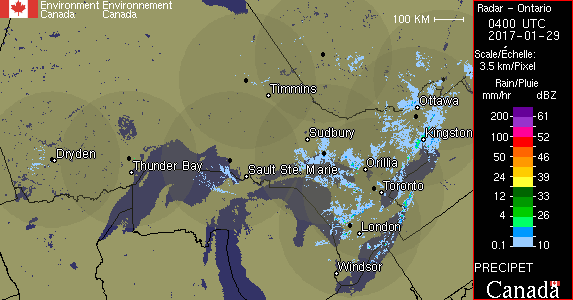 Environment Environnement
Canada Canada
100 KM
Timmins
Ottawa
Sudbury
Kingston
Dryden
Thunder Bay
Sault Ste. Marie
Orillia
Toronto
London
Windsor
Radar - Ontario
0400 UTC
2017-01-29
Scale/Échelle:
3.5 km/Pixel
Rain/Pluie
mm/hr dBZ
200 61
100 52
50 46
24 39
12 33
4 26
0.1 10
PRECIPET
Canada